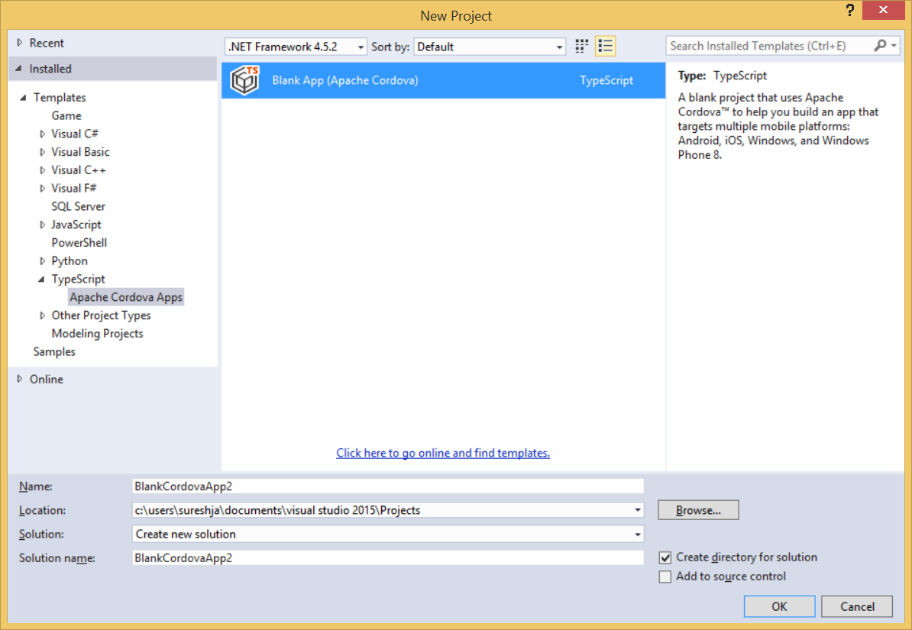 New Project
?
Recent
Installed
Templates
Game
Visual C#
Visual Basic
Visual C++
Visual F#
SQL Server
JavaScript
PowerShell
Python
TypeScript
Apache Cordova Apps
Other Project Types
Modeling Projects
Samples
Online
.NET Framework 4.5.2 Sort by: Default
TS
Blank App (Apache Cordova) TypeScript
Click here to go online and find templates.
Search Installed Templates (Ctrl+E)
Type: TypeScript
A blank project that uses Apache
Cordova™ to help you build an app that
targets multiple mobile platforms:
Android, iOS, Windows, and Windows
Phone 8.
Name: BlankCordovaApp2
Location: c:\users\sureshja\documents\visual studio 2015\Projects Browse...
Solution: Create new solution
Solution name: BlankCordovaApp2 Create directory for solution
Add to source control
OK Cancel